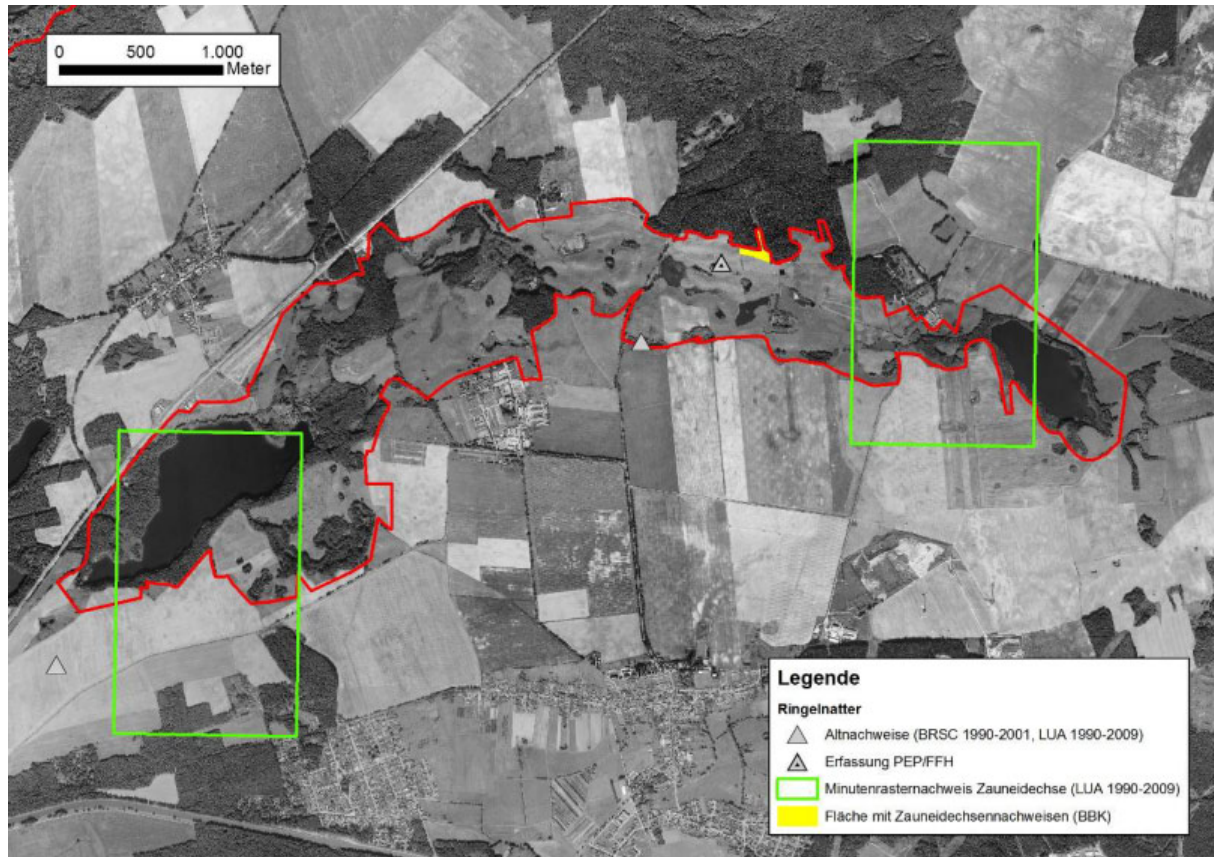 0 500 1.000
Meter
Legende
Ringelnatter
Altnachweise (BRSC 1990-2001, LUA 1990-2009)
Erfassung PEP/FFH
Minutenrasternachweis Zauneidechse (LUA 1990-2009)
Fläche mit Zauneidechsennachweisen (BBK)